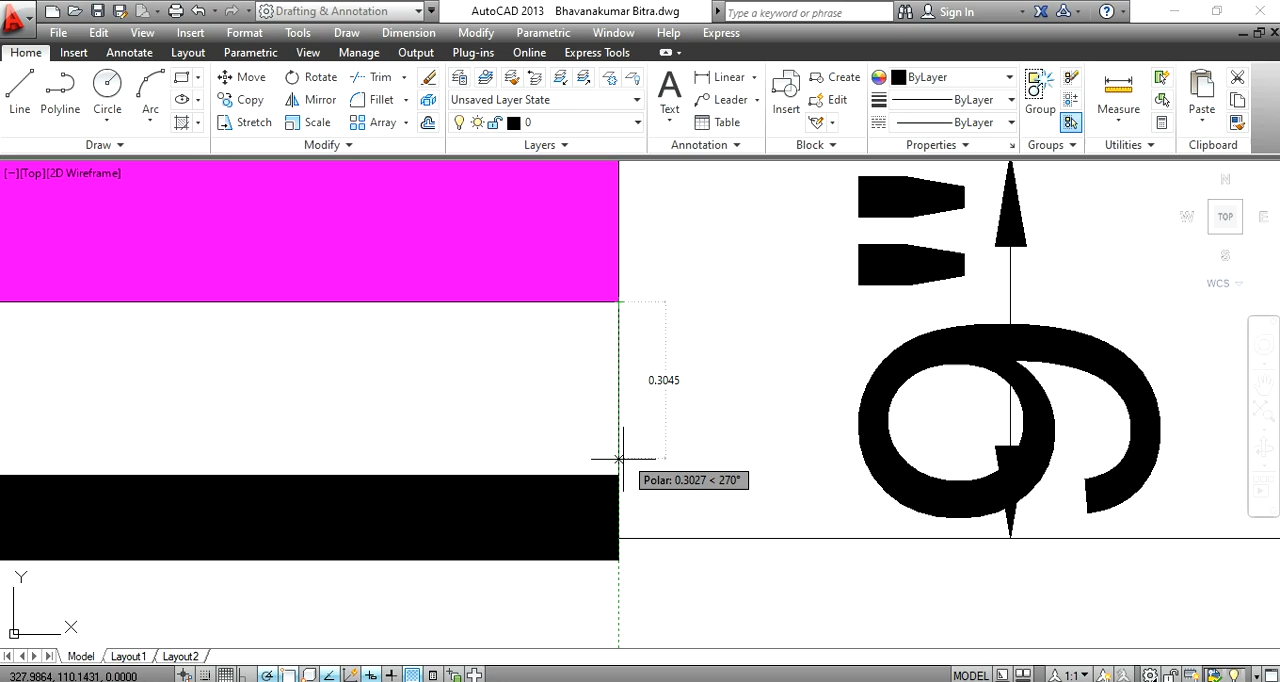 Drafting & Annotation AutoCAD 2013 Bhavanakumar Bitra.dwg Type a keyword or phrase Sign In
File Edit View Insert Format Tools Draw Dimension Modify Parametric Window Help Express
Home Insert Annotate Layout Parametric View Manage Output Plug-ins Online Express Tools
Line Polyline Circle Arc
Move Rotate Trim
Copy Mirror Fillet
Stretch Scale Array
Unsaved Layer State
0
Text
Linear
Leader
Table
Insert
Create
Edit
ByLayer
ByLayer
ByLayer
Group
Measure
Paste
Draw Modify Layers Annotation Block Properties Groups Utilities Clipboard
[−][Top][2D Wireframe]
N
W TOP E
S
WCS
0.3045
Polar: 0.3027 < 270°
6"
Y
X
Model Layout1 Layout2
327.9864, 110.1431, 0.0000 MODEL 1:1